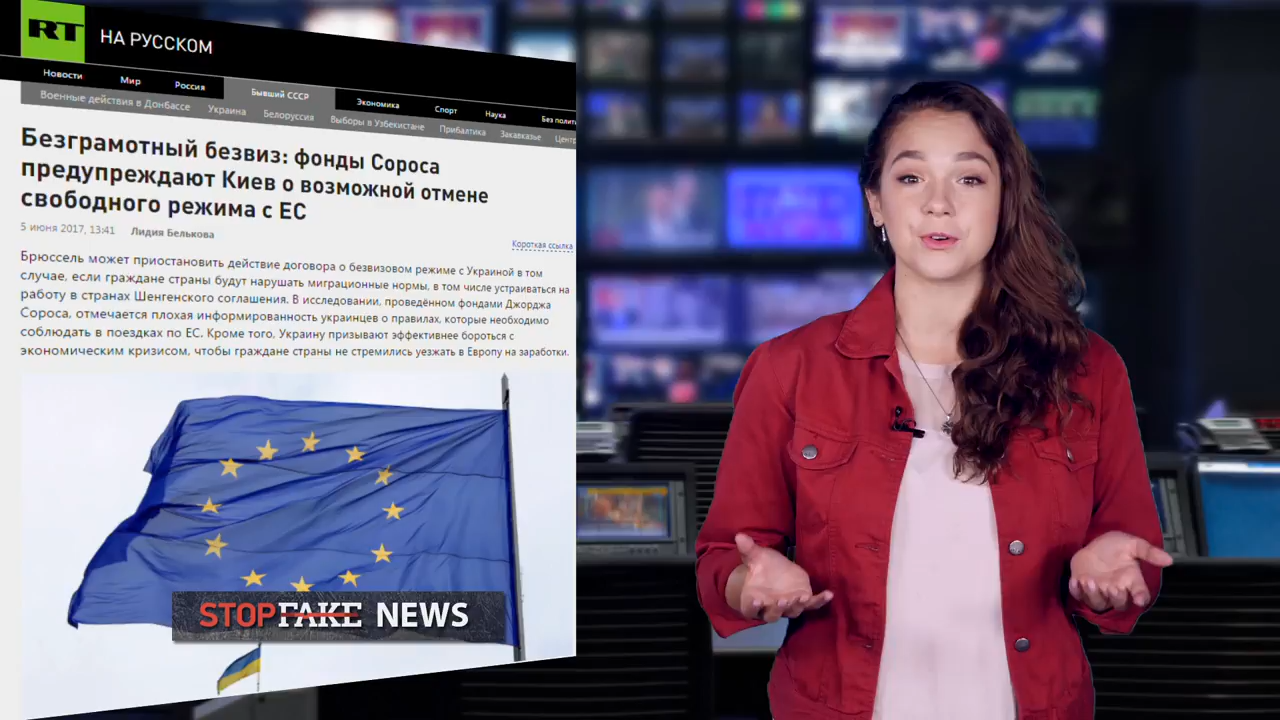 RT НА РУССКОМ
Новости Мир Россия Бывший СССР Экономика Спорт Наука Без
Военные действия в Донбассе Украина Белоруссия Выборы в Узбекистане Прибалтика Закавказье
Безграмотный безвиз: фонды Сороса
предупреждают Киев о возможной отмене
свободного режима с ЕС
5 июня 2017, 13:41 Лидия Белькова
Короткая ссылка
Брюссель может приостановить действие договора о безвизовом режиме с Украиной в том
случае, если граждане страны будут нарушать миграционные нормы, в том числе устраиваться на
работу в странах Шенгенского соглашения. В исследовании, проведённом фондами Джорджа
Сороса, отмечается плохая информированность украинцев о правилах, которые необходимо
соблюдать в поездках по ЕС. Кроме того, Украину призывают эффективнее бороться с
экономическим кризисом, чтобы граждане страны не стремились уезжать в Европу на заработки.
STOPFAKE NEWS